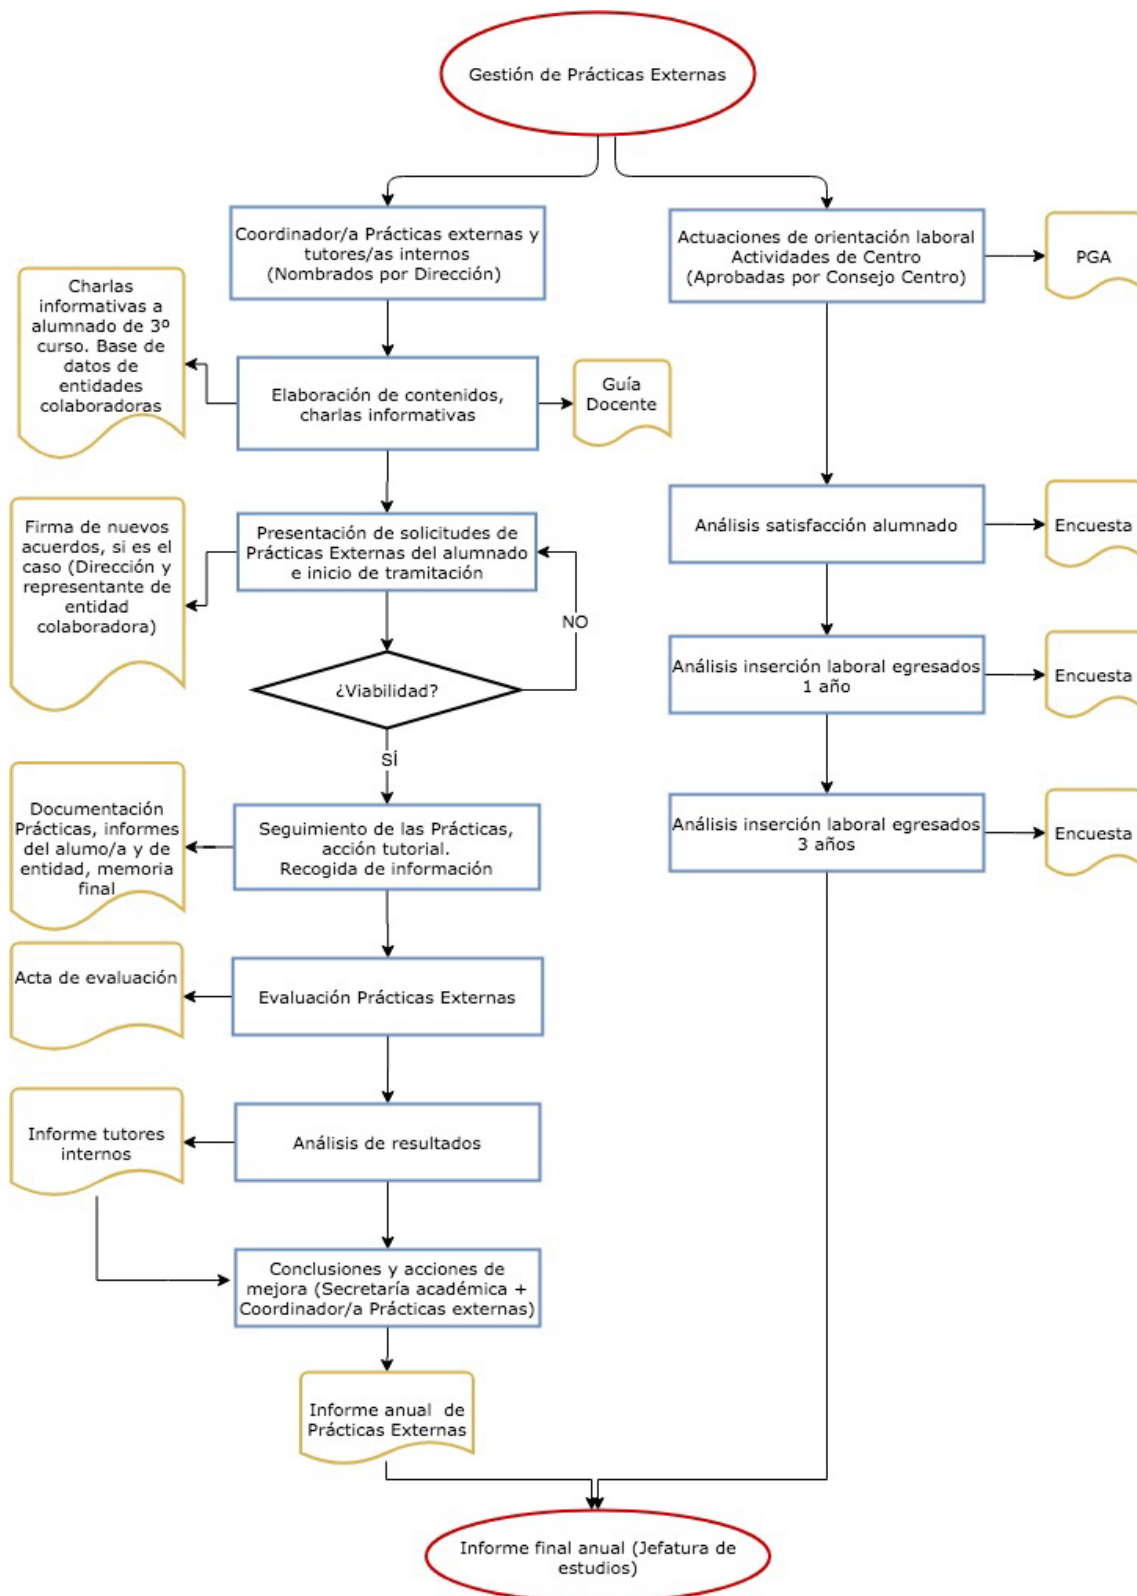 Gestión de Prácticas Externas
Coordinador/a Prácticas externas y
tutores/as internos
(Nombrados por Dirección)
Actuaciones de orientación laboral
Actividades de Centro
(Aprobadas por Consejo Centro)
PGA
Charlas
informativas a
alumnado de 3º
curso. Base de
datos de
entidades
colaboradoras
Elaboración de contenidos,
charlas informativas
Guía
Docente
Firma de nuevos
acuerdos, si es el
caso (Dirección y
representante de
entidad
colaboradora)
Presentación de solicitudes de
Prácticas Externas del alumnado
e inicio de tramitación
Análisis satisfacción alumnado
Encuesta
NO
¿Viabilidad?
SÍ
Análisis inserción laboral egresados
1 año
Encuesta
Documentación
Prácticas, informes
del alumo/a y de
entidad, memoria
final
Seguimiento de las Prácticas,
acción tutorial.
Recogida de información
Análisis inserción laboral egresados
3 años
Encuesta
Acta de evaluación
Evaluación Prácticas Externas
Informe tutores
internos
Análisis de resultados
Conclusiones y acciones de
mejora (Secretaría académica +
Coordinador/a Prácticas externas)
Informe anual  de
Prácticas Externas
Informe final anual (Jefatura de
estudios)